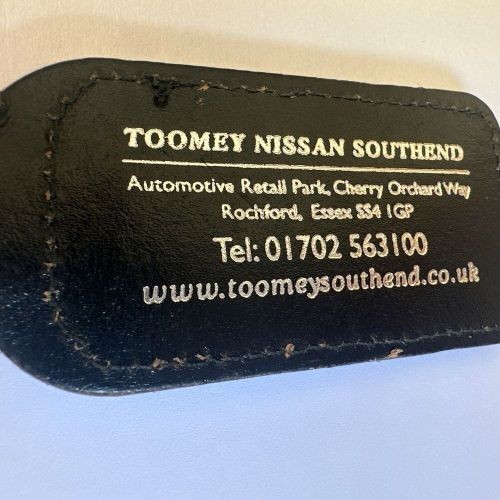 TOOMEY NISSAN SOUTHEND
Automotive Retail Park, Cherry Orchard Way
Rochford, Essex SS4 1GP
Tel: 01702 563100
www.toomeysouthend.co.uk